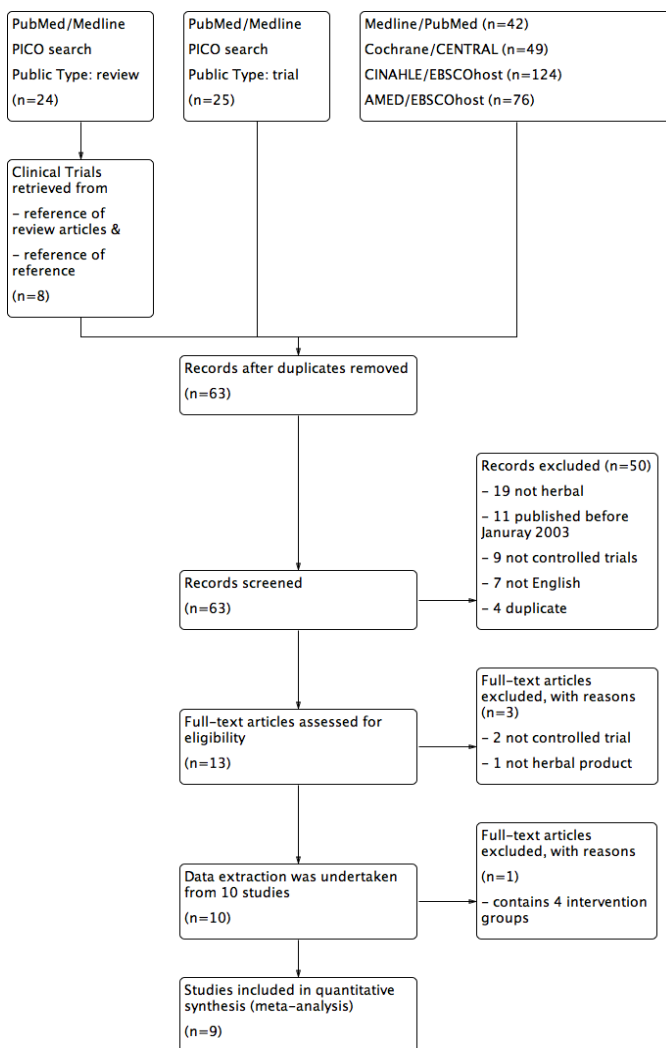 PubMed/Medline
PICO search
Public Type: review
(n=24)
PubMed/Medline
PICO search
Public Type: trial
(n=25)
Medline/PubMed (n=42)
Cochrane/CENTRAL (n=49)
CINAHLE/EBSCOhost (n=124)
AMED/EBSCOhost (n=76)
Clinical Trials
retrieved from
– reference of
review articles &
– reference of
reference
(n=8)
Records after duplicates removed
(n=63)
Records excluded (n=50)
– 19 not herbal
– 11 published before
Januray 2003
– 9 not controlled trials
– 7 not English
– 4 duplicate
Records screened
(n=63)
Full-text articles
excluded, with reasons
(n=3)
– 2 not controlled trial
– 1 not herbal product
Full-text articles assessed for
eligibility
(n=13)
Full-text articles
excluded, with reasons
(n=1)
– contains 4 intervention
groups
Data extraction was undertaken
from 10 studies
(n=10)
Studies included in quantitative
synthesis (meta-analysis)
(n=9)